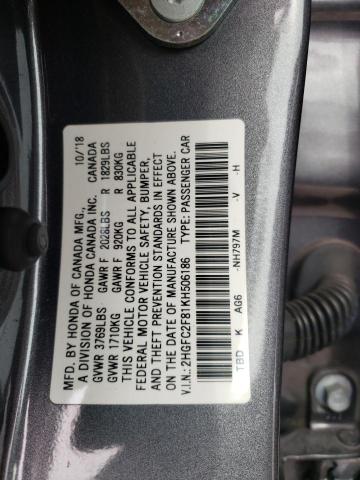 MFD. BY HONDA OF CANADA MFG., 10/'18
A DIVISION OF HONDA CANADA INC. CANADA
GVWR 3769LBS GAWR F 2028LBS R 1829LBS
GVWR 1710KG GAWR F 920KG R 830KG
THIS VEHICLE CONFORMS TO ALL APPLICABLE
FEDERAL MOTOR VEHICLE SAFETY, BUMPER,
AND THEFT PREVENTION STANDARDS IN EFFECT
ON THE DATE OF MANUFACTURE SHOWN ABOVE.
V.I.N.: 2HGFC2F81KH506186 TYPE: PASSENGER CAR
TBD K AG6 -NH797M -V -H